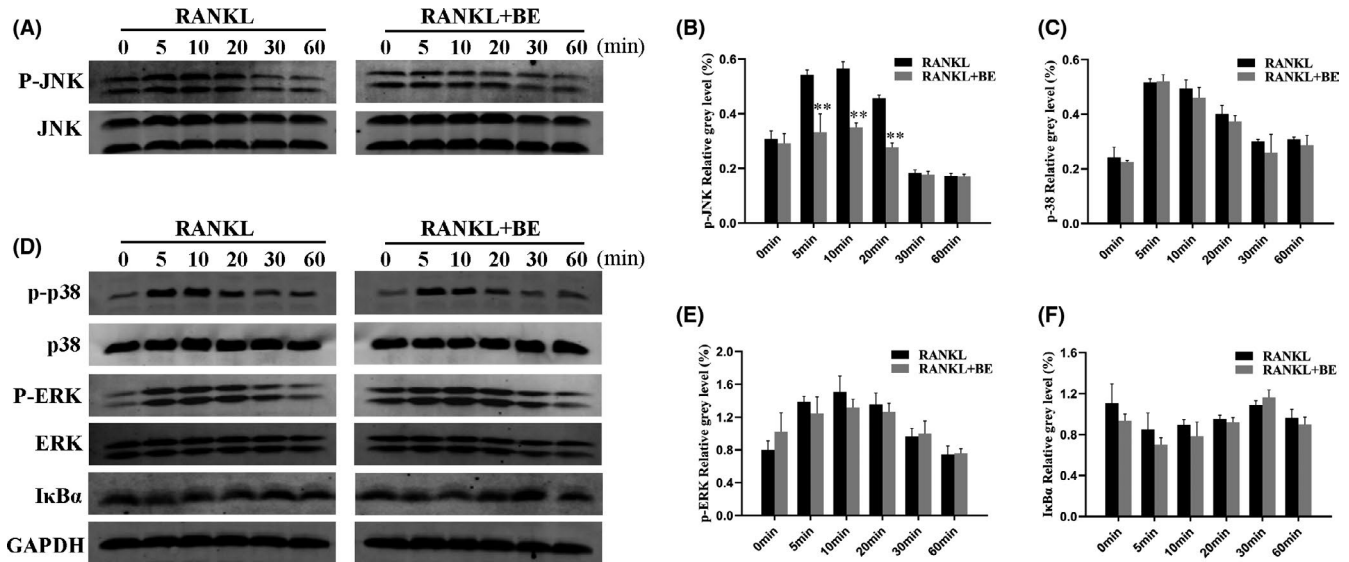 (A)
RANKL
RANKL+BE
0 5 10 20 30 60
0 5 10 20 30 60 (min)
P-JNK
JNK
(B)
p-JNK Relative grey level (%)
0.8
0.6
0.4
0.2
0.0
RANKL
RANKL+BE
**
**
**
0min 5min 10min 20min 30min 60min
(C)
p-38 Relative grey level (%)
0.6
0.4
0.2
0.0
RANKL
RANKL+BE
0min 5min 10min 20min 30min 60min
(D)
RANKL
RANKL+BE
0 5 10 20 30 60
0 5 10 20 30 60 (min)
p-p38
p38
P-ERK
ERK
IκBα
GAPDH
(E)
p-ERK Relative grey level (%)
2.0
1.6
1.2
0.8
0.4
0.0
RANKL
RANKL+BE
0min 5min 10min 20min 30min 60min
(F)
IκBα Relative grey level (%)
1.6
1.2
0.8
0.4
0.0
RANKL
RANKL+BE
0min 5min 10min 20min 30min 60min